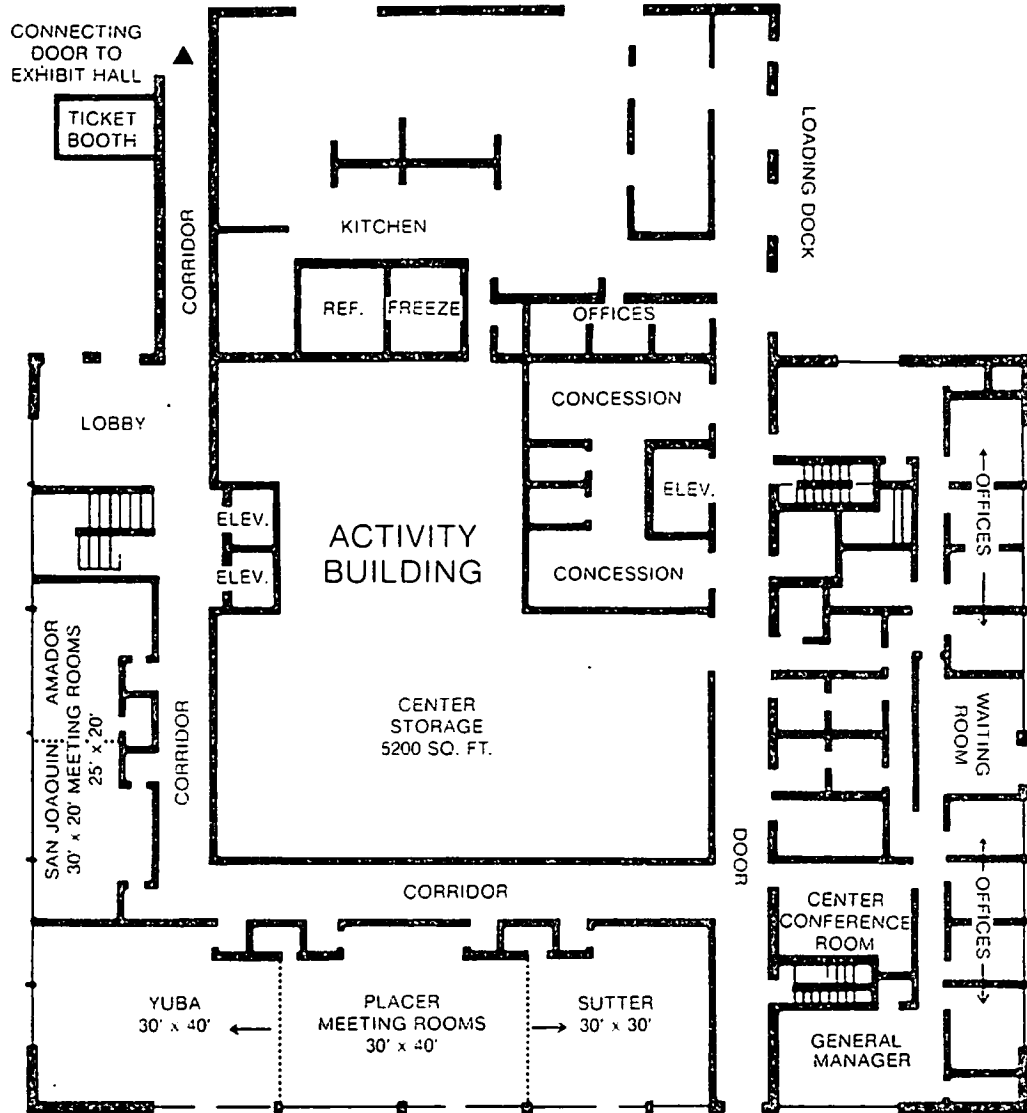 CONNECTING
DOOR TO
EXHIBIT HALL
TICKET
BOOTH
CORRIDOR
KITCHEN
LOADING DOCK
REF.
FREEZE
OFFICES
LOBBY
CONCESSION
ELEV.
ELEV.
ELEV.
ACTIVITY
BUILDING
CONCESSION
OFFICES
SAN JOAQUIN AMADOR
30' x 20' MEETING ROOMS
25' x 20'
CORRIDOR
CENTER
STORAGE
5200 SQ. FT.
WAITING
ROOM
DOOR
CORRIDOR
CENTER
CONFERENCE
ROOM
OFFICES
YUBA
30' x 40'
PLACER
MEETING ROOMS
30' x 40'
SUTTER
30' x 30'
GENERAL
MANAGER